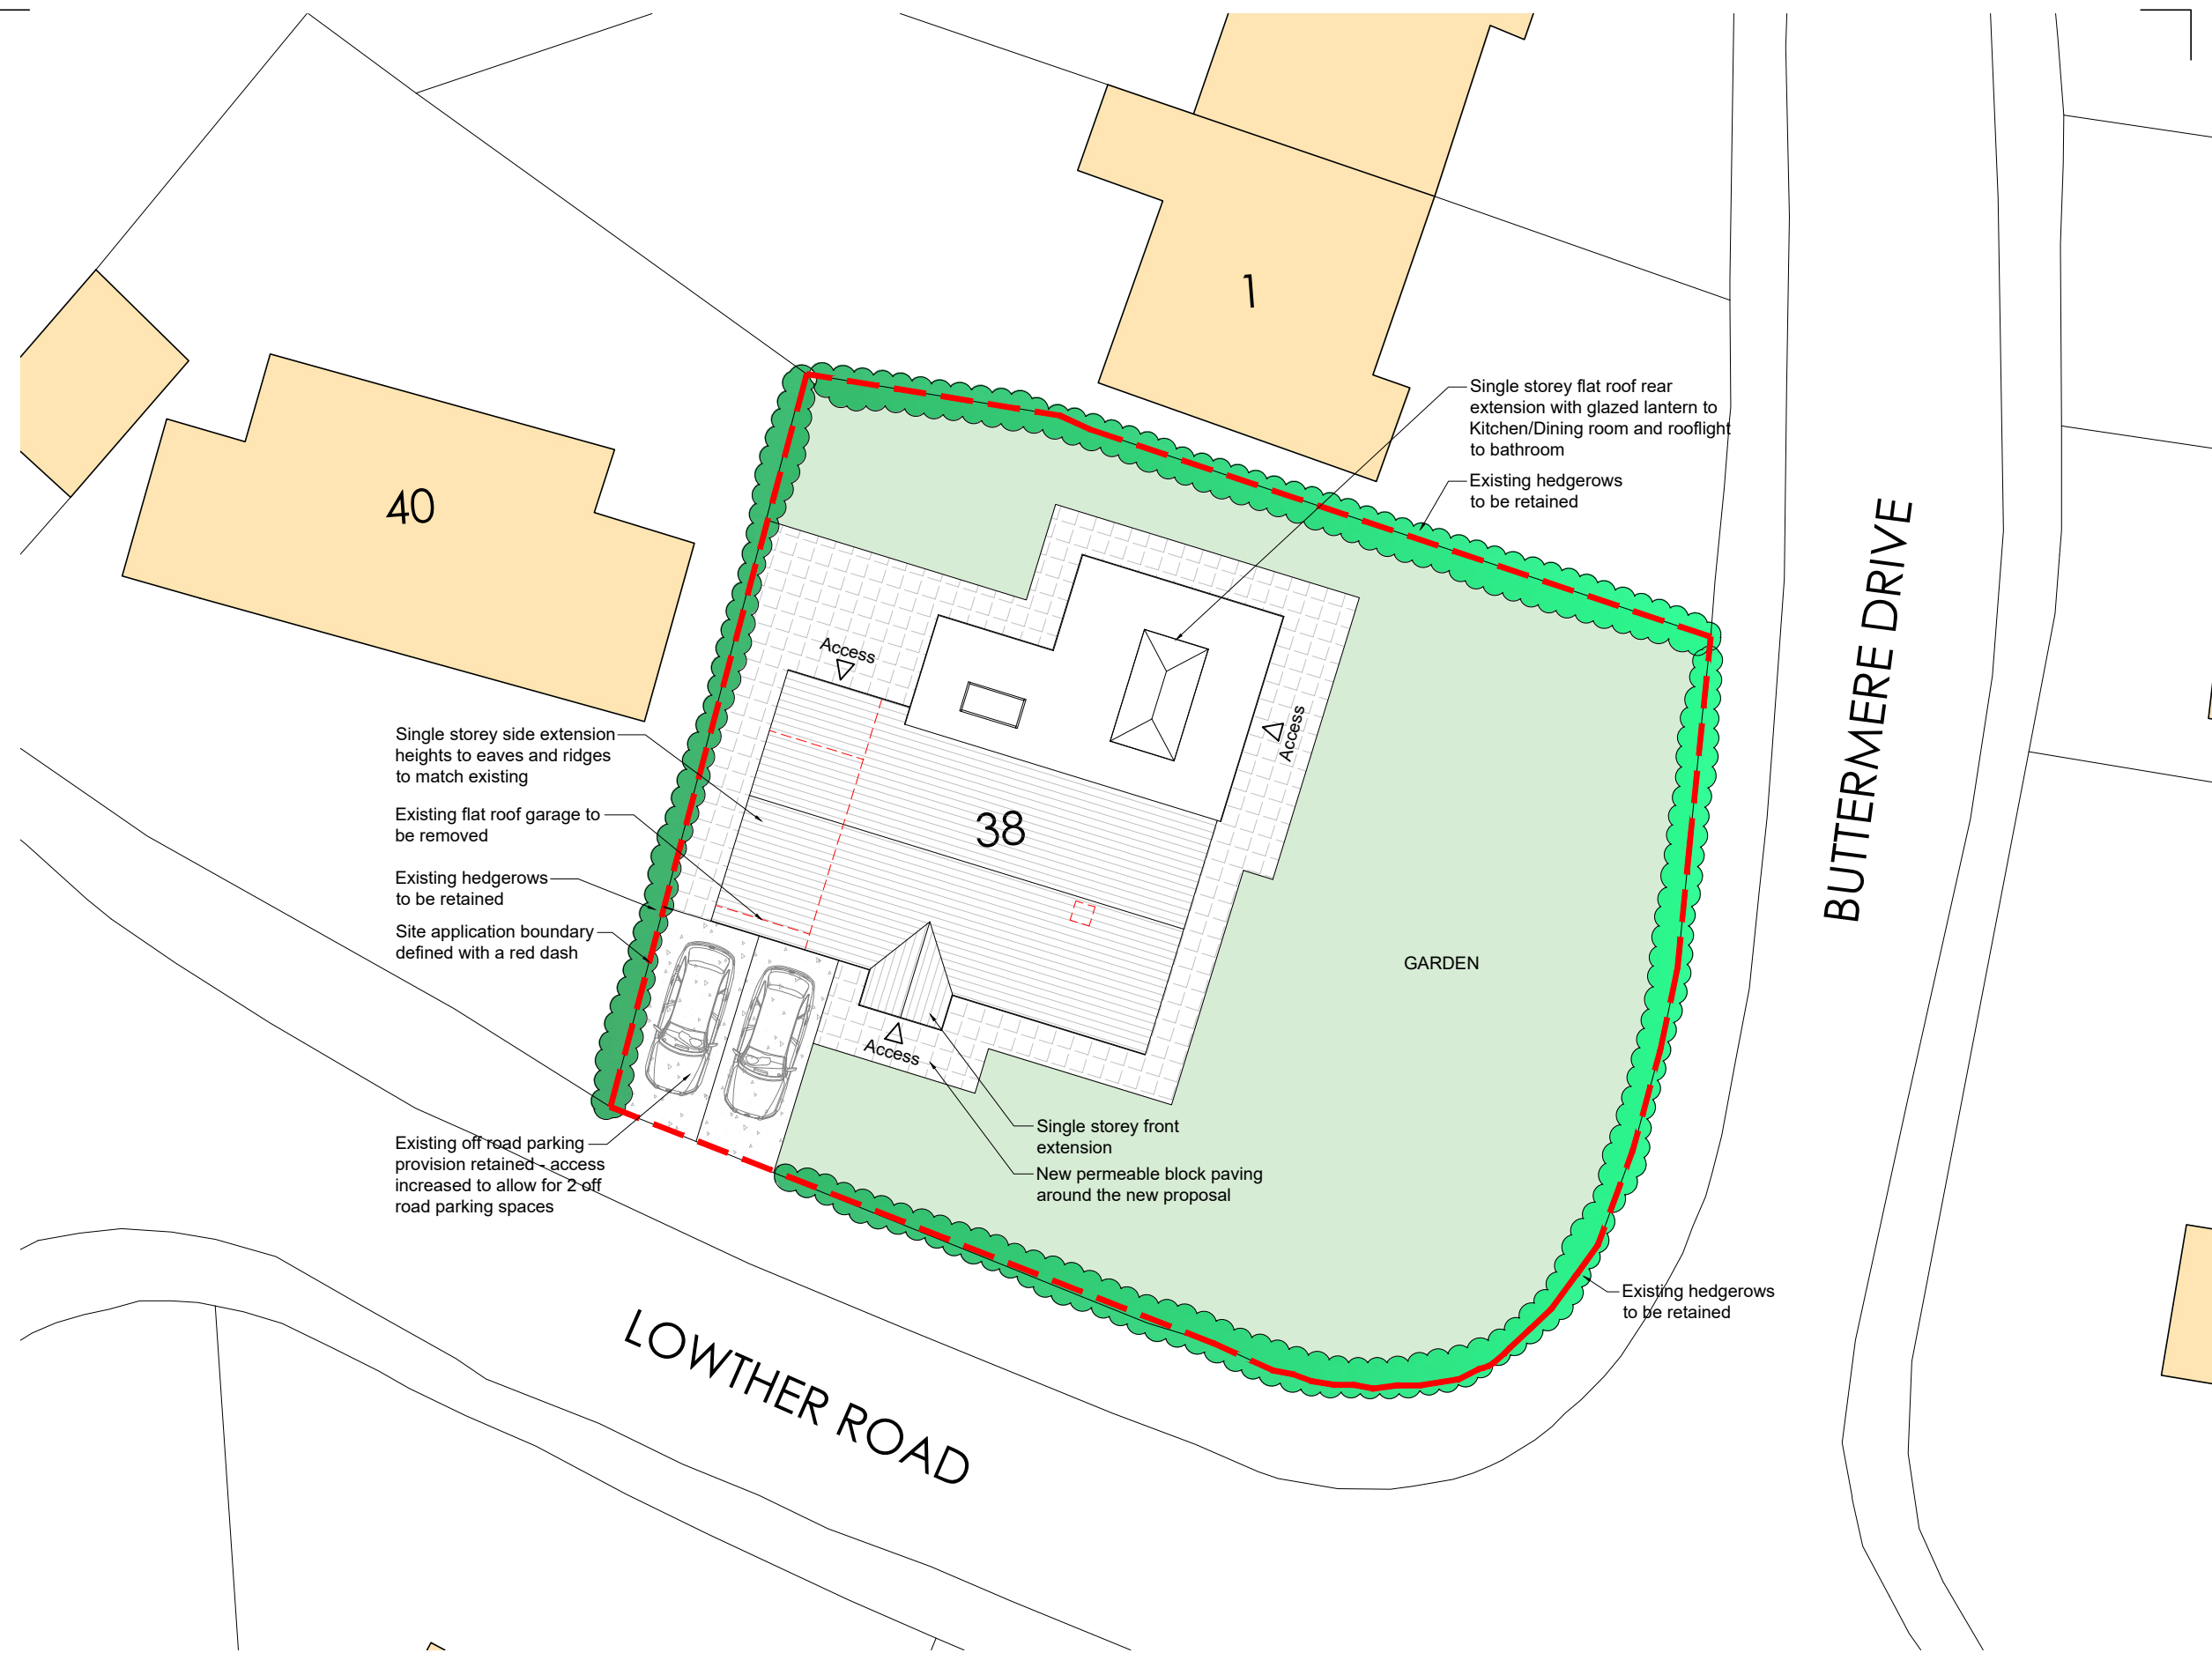 1
Single storey flat roof rear
extension with glazed lantern to
Kitchen/Dining room and rooflight
to bathroom
Existing hedgerows
to be retained
40
BUTTERMERE DRIVE
Access
Access
Single storey side extension
heights to eaves and ridges
to match existing
Existing flat roof garage to
be removed
38
Existing hedgerows
to be retained
Site application boundary
defined with a red dash
GARDEN
Access
Single storey front
extension
New permeable block paving
around the new proposal
Existing off road parking
provision retained - access
increased to allow for 2 off
road parking spaces
Existing hedgerows
to be retained
LOWTHER ROAD